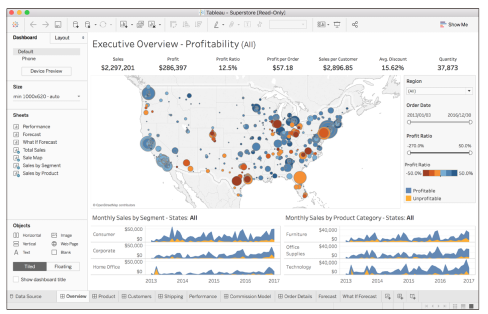 Tableau - Superstore (Read-Only)
Show Me
Dashboard
Layout
Default
Phone
Device Preview
Size
min 1000x620 - auto
Sheets
Performance
Forecast
What If Forecast
Total Sales
Sale Map
Sales by Segment
Sales by Product
Objects
Horizontal
Image
Vertical
Web Page
A Text
Blank
Tiled
Floating
Show dashboard title
Executive Overview - Profitability (All)
Sales
Profit
Profit Ratio
Profit per Order
Sales per Customer
Avg. Discount
Quantity
$2,297,201
$286,397
12.5%
$57.18
$2,896.85
15.62%
37,873
Region
(All)
Order Date
2013/01/03
2016/12/30
Profit Ratio
-270.0%
50.0%
Profit Ratio
-50.0%
50.0%
Profitable
Unprofitable
© OpenStreetMap contributors
Monthly Sales by Segment - States: All
Consumer
$50,000
$0
Corporate
$50,000
$0
Home Office
$50,000
$0
2013
2014
2015
2016
2017
Monthly Sales by Product Category - States: All
Furniture
$40,000
$0
Office
Supplies
$40,000
$0
Technology
$40,000
$0
2013
2014
2015
2016
2017
Data Source
Overview
Product
Customers
Shipping
Performance
Commission Model
Order Details
Forecast
What If Forecast